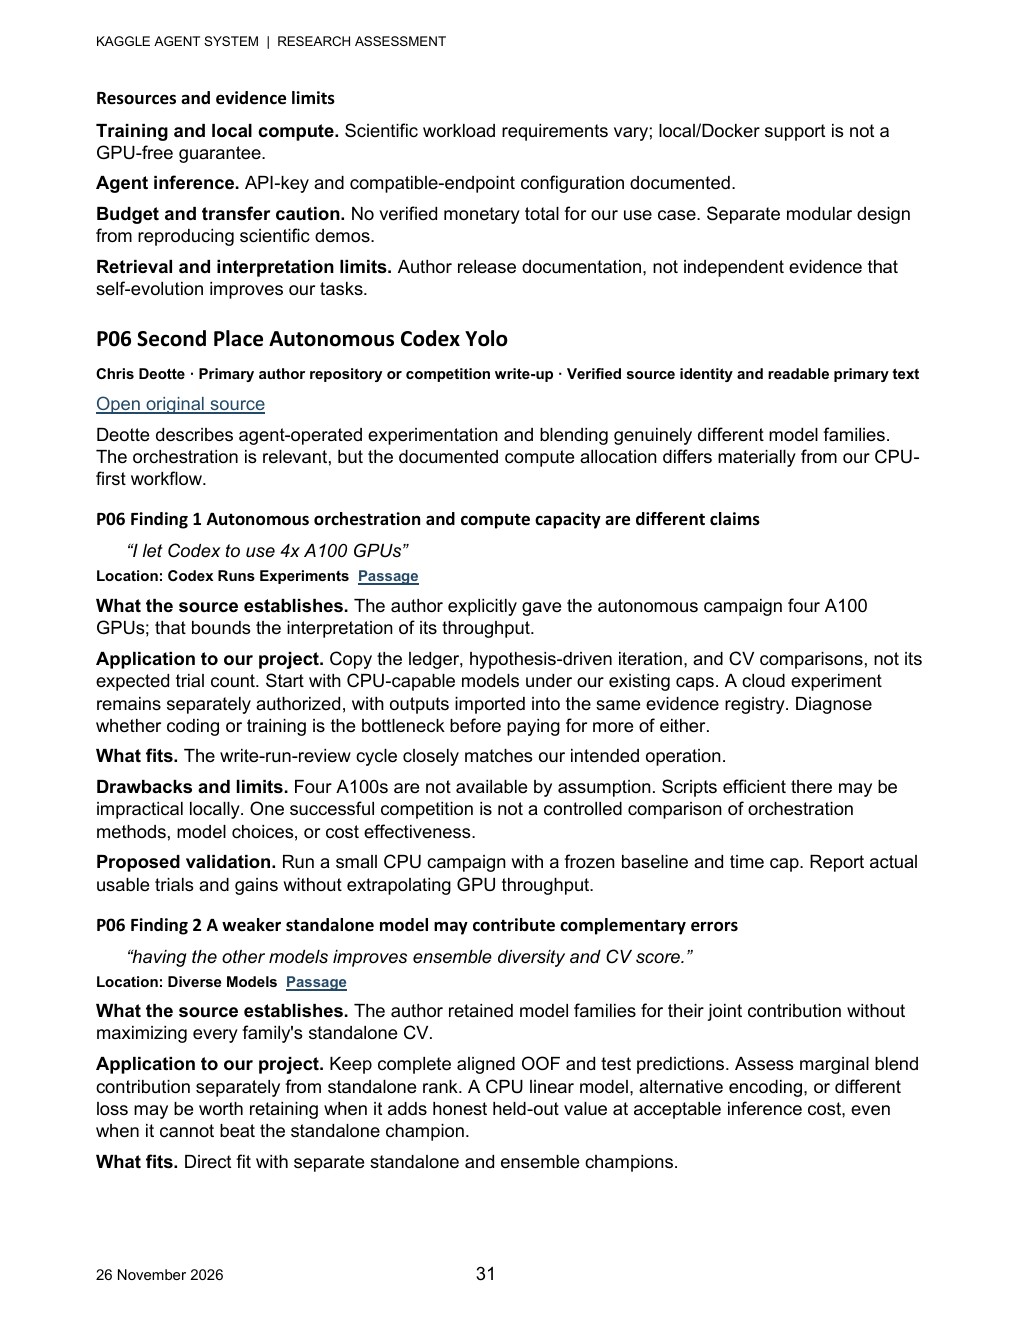 KAGGLE AGENT SYSTEM | RESEARCH ASSESSMENT
Resources and evidence limits
Training and local compute. Scientific workload requirements vary; local/Docker support is not a
GPU-free guarantee.
Agent inference. API-key and compatible-endpoint configuration documented.
Budget and transfer caution. No verified monetary total for our use case. Separate modular design
from reproducing scientific demos.
Retrieval and interpretation limits. Author release documentation, not independent evidence that
self-evolution improves our tasks.
P06 Second Place Autonomous Codex Yolo
Chris Deotte · Primary author repository or competition write-up · Verified source identity and readable primary text
Open original source
Deotte describes agent-operated experimentation and blending genuinely different model families.
The orchestration is relevant, but the documented compute allocation differs materially from our CPU-
first workflow.
P06 Finding 1 Autonomous orchestration and compute capacity are different claims
“I let Codex to use 4x A100 GPUs”
Location: Codex Runs Experiments Passage
What the source establishes. The author explicitly gave the autonomous campaign four A100
GPUs; that bounds the interpretation of its throughput.
Application to our project. Copy the ledger, hypothesis-driven iteration, and CV comparisons, not its
expected trial count. Start with CPU-capable models under our existing caps. A cloud experiment
remains separately authorized, with outputs imported into the same evidence registry. Diagnose
whether coding or training is the bottleneck before paying for more of either.
What fits. The write-run-review cycle closely matches our intended operation.
Drawbacks and limits. Four A100s are not available by assumption. Scripts efficient there may be
impractical locally. One successful competition is not a controlled comparison of orchestration
methods, model choices, or cost effectiveness.
Proposed validation. Run a small CPU campaign with a frozen baseline and time cap. Report actual
usable trials and gains without extrapolating GPU throughput.
P06 Finding 2 A weaker standalone model may contribute complementary errors
“having the other models improves ensemble diversity and CV score.”
Location: Diverse Models Passage
What the source establishes. The author retained model families for their joint contribution without
maximizing every family's standalone CV.
Application to our project. Keep complete aligned OOF and test predictions. Assess marginal blend
contribution separately from standalone rank. A CPU linear model, alternative encoding, or different
loss may be worth retaining when it adds honest held-out value at acceptable inference cost, even
when it cannot beat the standalone champion.
What fits. Direct fit with separate standalone and ensemble champions.
26 November 2026
31